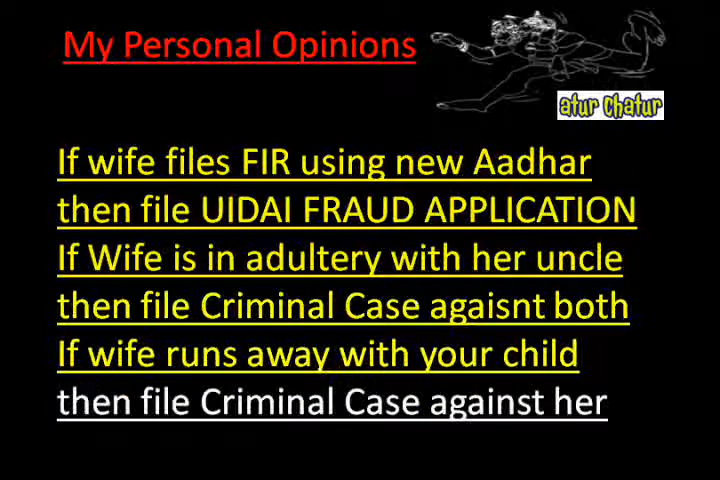 My Personal Opinions
atur Chatur
If wife files FIR using new Aadhar
then file UIDAI FRAUD APPLICATION
If Wife is in adultery with her uncle
then file Criminal Case agaisnt both
If wife runs away with your child
then file Criminal Case against her